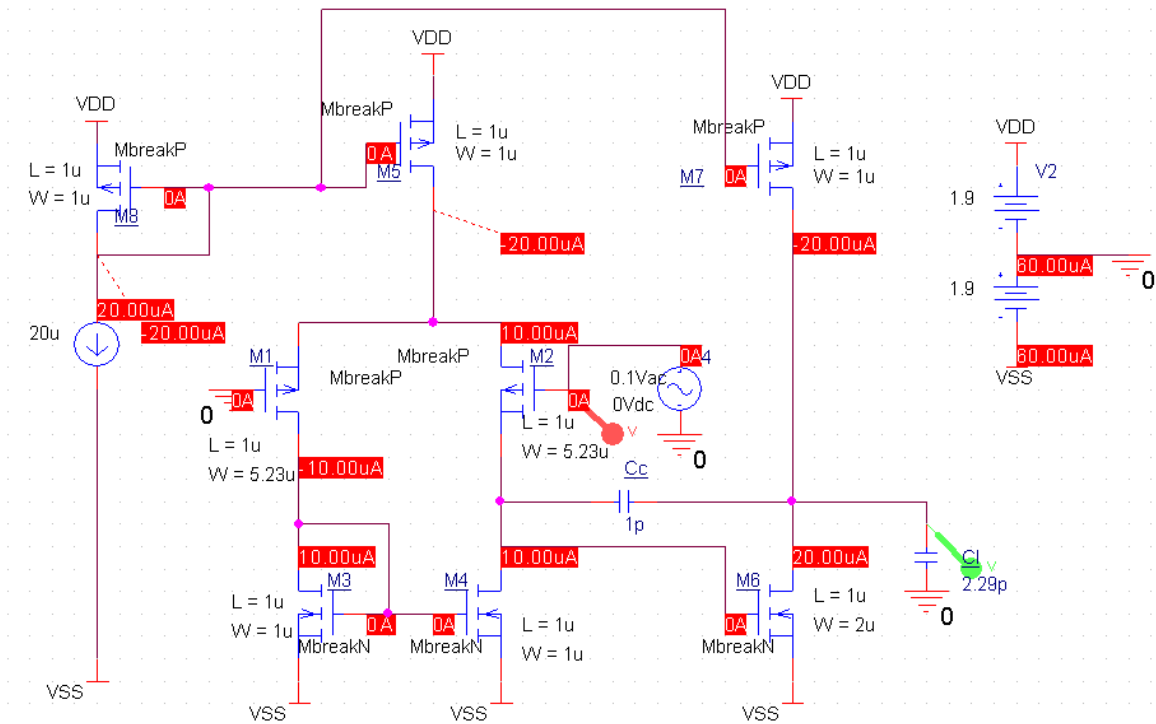 VDD
VDD
VDD
VDD
MbreakP
L = 1u
W = 1u
MbreakP
L = 1u
W = 1u
MbreakP
L = 1u
W = 1u
V2
1.9
0A
M8
0A
M5
M7
0A
-20.00uA
-20.00uA
60.00uA
0
1.9
20.00uA
-20.00uA
20u
10.00uA
60.00uA
VSS
M1
MbreakP
MbreakP
M2
0A
4
0.1Vac
0Vdc
0
0A
0A
0
L = 1u
W = 5.23u
L = 1u
W = 5.23u
V
-10.00uA
Cc
1p
10.00uA
10.00uA
20.00uA
M3
M4
M6
Cl
V
2.29p
0
L = 1u
W = 1u
0A
0A
0A
L = 1u
W = 2u
L = 1u
W = 1u
MbreakN
MbreakN
MbreakN
VSS
VSS
VSS
VSS